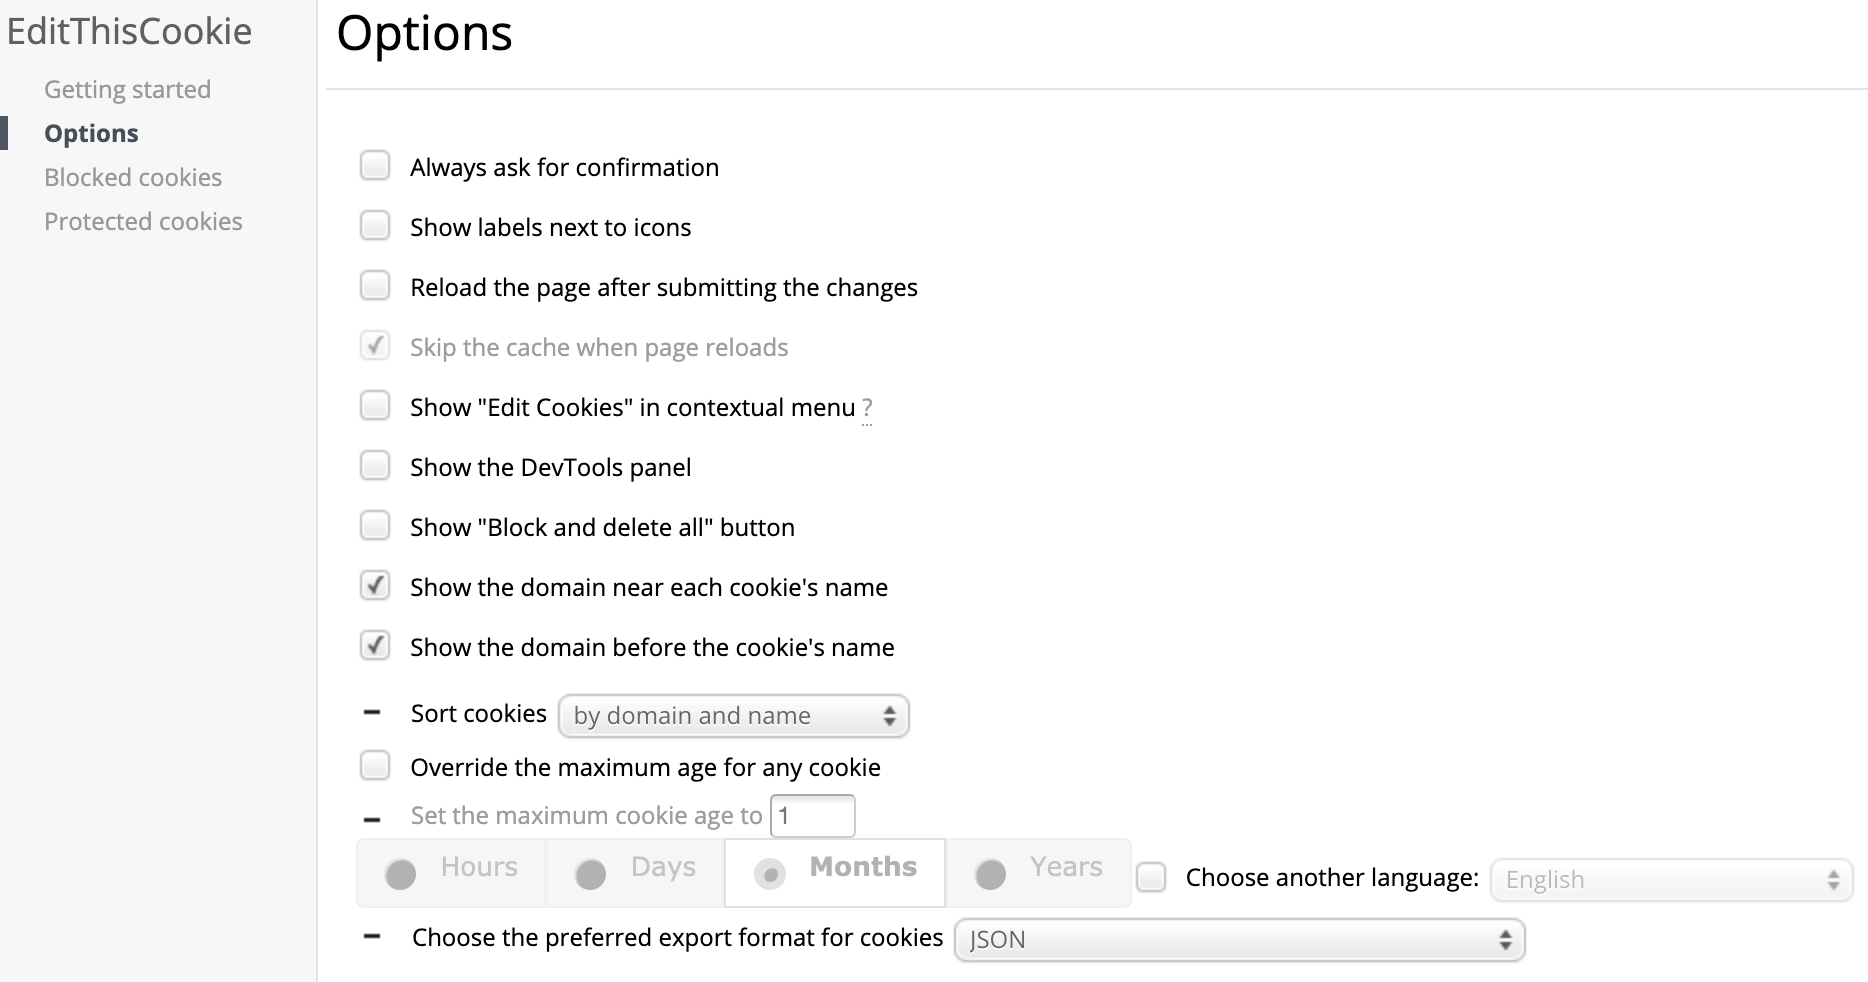 EditThisCookie
Getting started
Options
Blocked cookies
Protected cookies
Options
Always ask for confirmation
Show labels next to icons
Reload the page after submitting the changes
Skip the cache when page reloads
Show "Edit Cookies" in contextual menu ?
Show the DevTools panel
Show "Block and delete all" button
Show the domain near each cookie's name
Show the domain before the cookie's name
Sort cookies by domain and name
Override the maximum age for any cookie
Set the maximum cookie age to 1
Hours Days Months Years Choose another language: English
Choose the preferred export format for cookies JSON